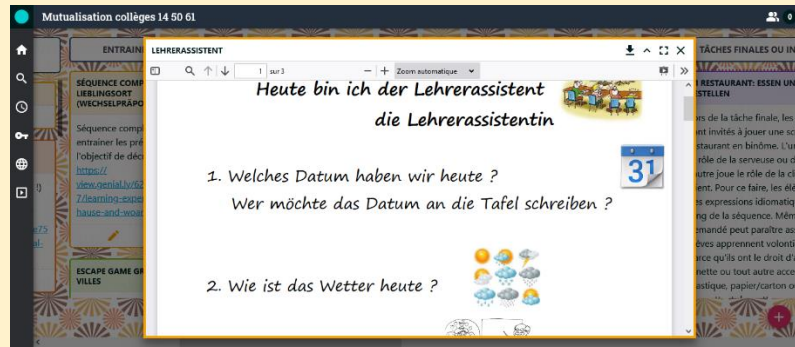 Mutualisation collèges 14 50 61
0
ENTRAIN
LEHRERASSISTENT
TÂCHES FINALES OU IN
1 sur 3
Zoom automatique
SÉQUENCE COMP
LIEBLINGSORT
(WECHSELPRÄPO
Séquence compl
entrainer les pré
l'objectif de déc
https://
view.genial.ly/62
7/learning-expe
hause-and-woar
ESCAPE GAME GR
VILLES
Heute bin ich der Lehrerassistent
die Lehrerassistentin
1. Welches Datum haben wir heute ?
Wer möchte das Datum an die Tafel schreiben ?
31
2. Wie ist das Wetter heute ?
RESTAURANT: ESSEN UN
STELLEN
rs de la tâche finale, les
nt invités à jouer une sc
staurant en binôme. L'u
rôle de la serveuse ou d
utre joue le rôle de la cli
ent. Pour ce faire, les élè
es expressions idiomatiq
ng de la séquence. Mêm
emandé peut paraître as
èves apprennent volonti
rce qu'ils ont le droit d'a
nette ou tout autre acce
astique, papier/carton o